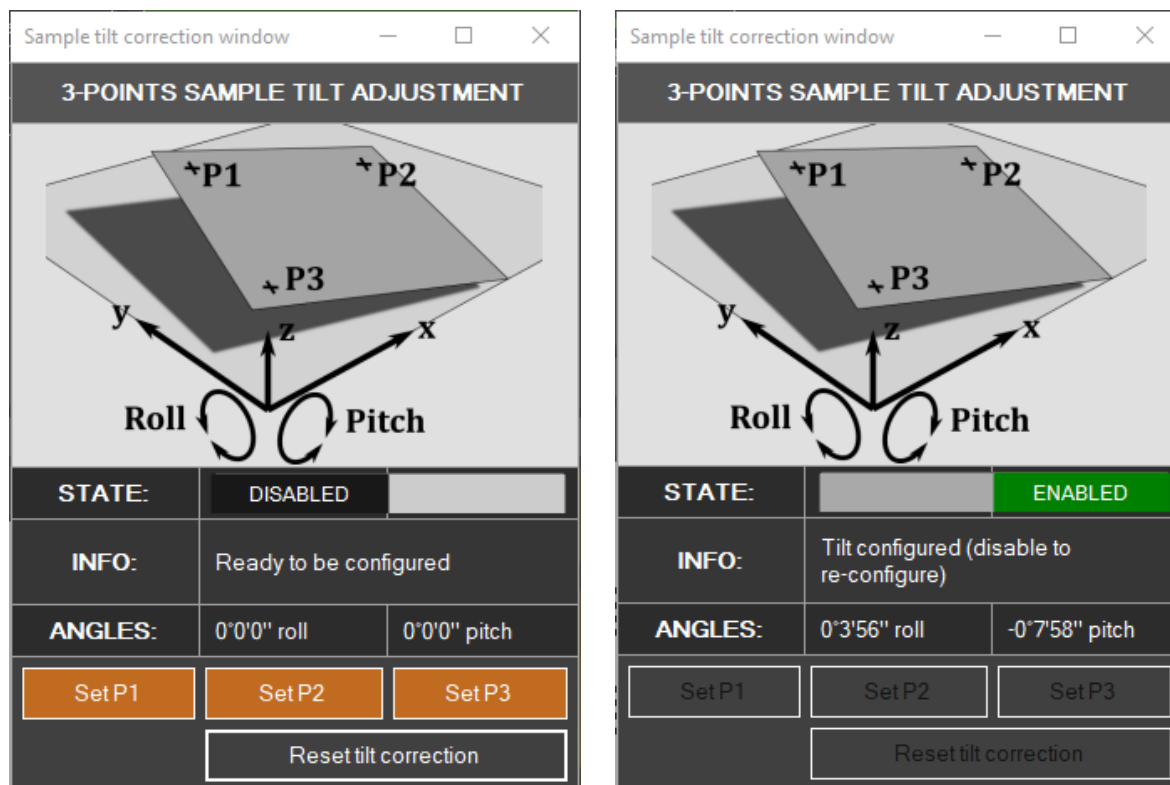 Sample tilt correction window
3-POINTS SAMPLE TILT ADJUSTMENT
P1
P2
P3
y
z
x
Roll
Pitch
STATE:
DISABLED
INFO:
Ready to be configured
ANGLES:
0°0'0" roll
0°0'0" pitch
Set P1
Set P2
Set P3
Reset tilt correction
Sample tilt correction window
3-POINTS SAMPLE TILT ADJUSTMENT
P1
P2
P3
y
z
x
Roll
Pitch
STATE:
ENABLED
INFO:
Tilt configured (disable to
re-configure)
ANGLES:
0°3'56" roll
-0°7'58" pitch
Set P1
Set P2
Set P3
Reset tilt correction